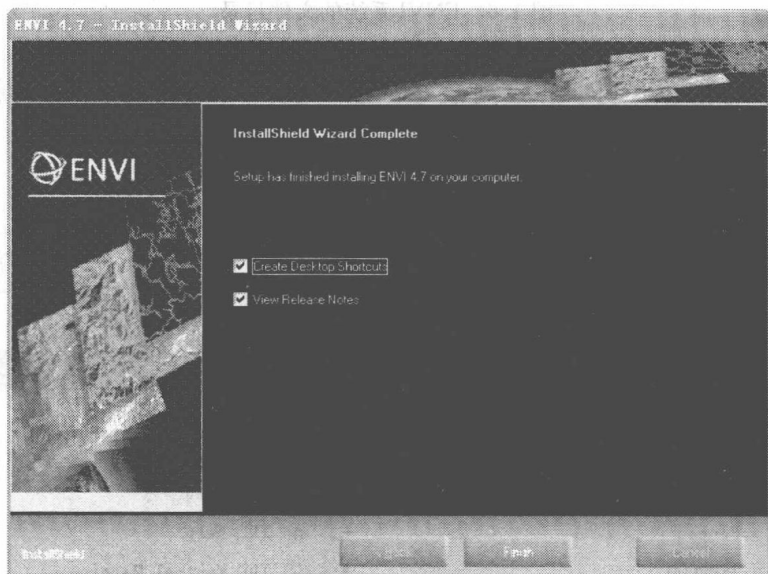 ENVI 4.7 - InstallShield Wizard
ENVI
InstallShield Wizard Complete
Setup has finished installing ENVI 4.7 on your computer.
Create Desktop Shortcuts
View Release Notes
InstallShield
< Back
Finish
Cancel